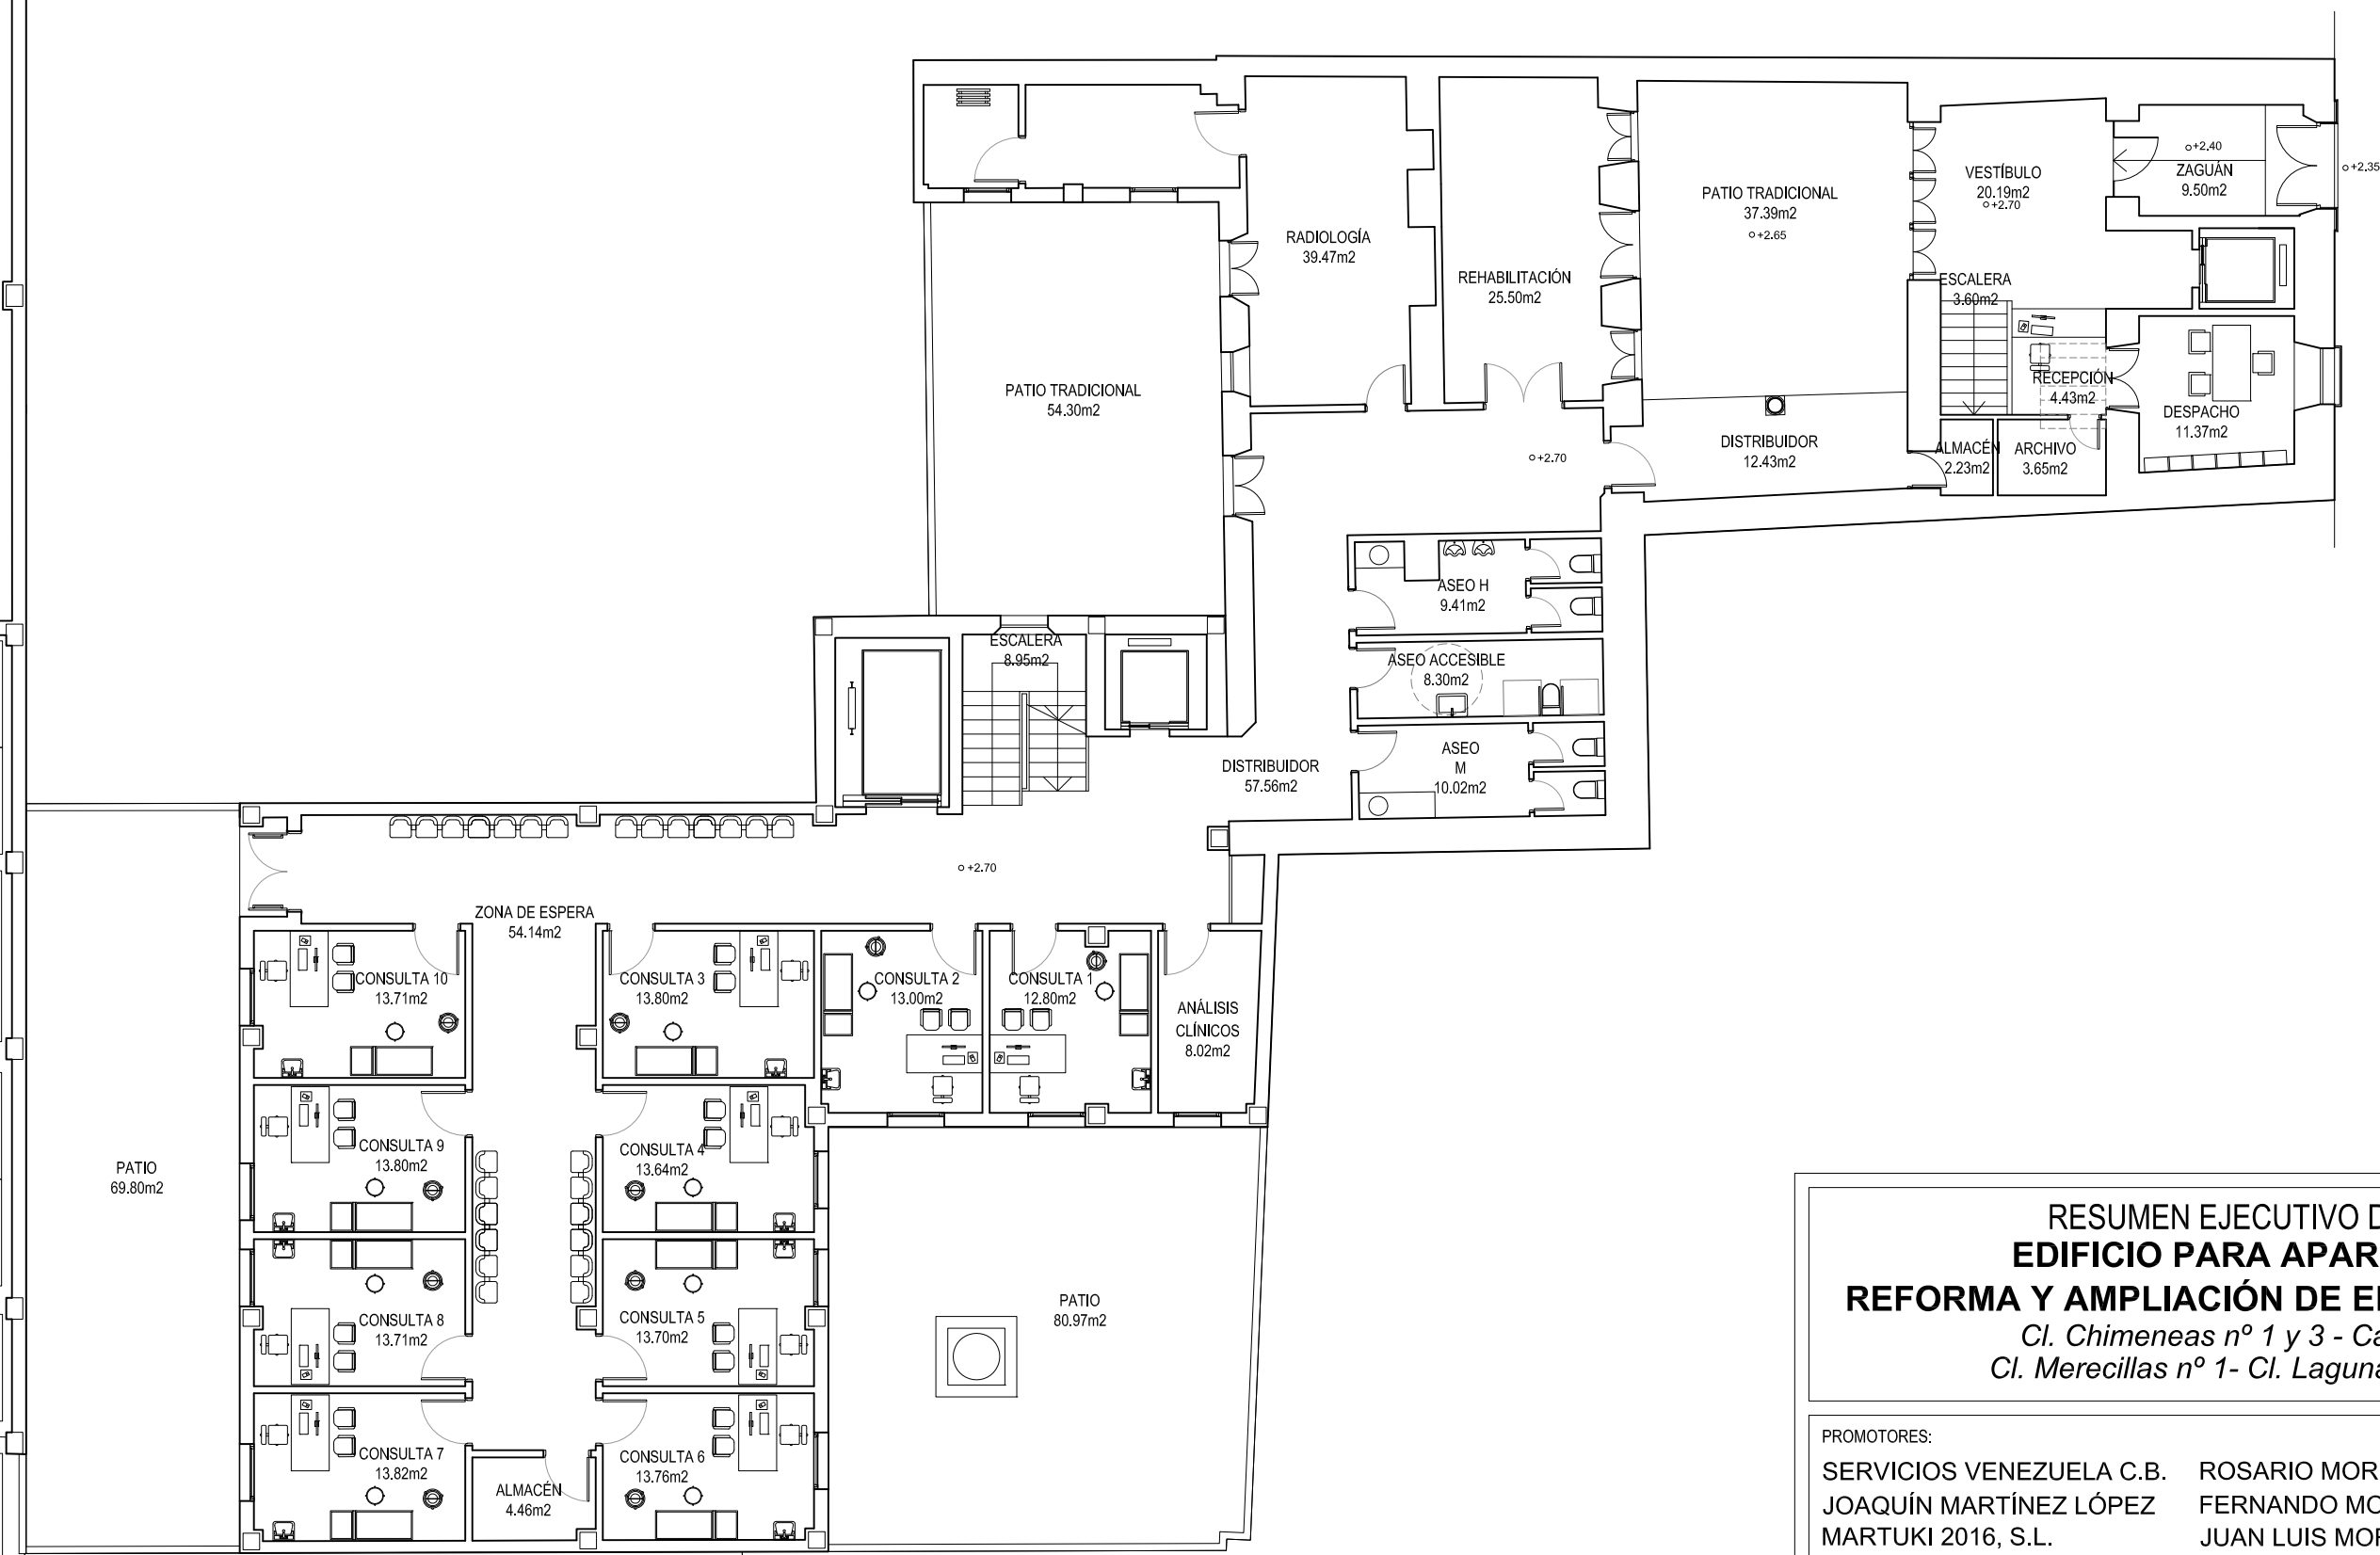 RADIOLOGÍA
39.47m2
REHABILITACIÓN
25.50m2
PATIO TRADICIONAL
37.39m2
+2.65
VESTÍBULO
20.19m2
+2.70
+2.40
ZAGUÁN
9.50m2
+2.35
ESCALERA
3.60m2
RECEPCIÓN
4.43m2
DESPACHO
11.37m2
PATIO TRADICIONAL
54.30m2
+2.70
DISTRIBUIDOR
12.43m2
ALMACÉN
2.23m2
ARCHIVO
3.65m2
ASEO H
9.41m2
ESCALERA
8.95m2
ASEO ACCESIBLE
8.30m2
DISTRIBUIDOR
57.56m2
ASEO
M
10.02m2
+2.70
ZONA DE ESPERA
54.14m2
CONSULTA 10
13.71m2
CONSULTA 3
13.80m2
CONSULTA 2
13.00m2
CONSULTA 1
12.80m2
ANÁLISIS
CLÍNICOS
8.02m2
CONSULTA 9
13.80m2
CONSULTA 4
13.64m2
PATIO
69.80m2
CONSULTA 8
13.71m2
CONSULTA 5
13.70m2
PATIO
80.97m2
CONSULTA 7
13.82m2
CONSULTA 6
13.76m2
ALMACÉN
4.46m2
RESUMEN EJECUTIVO
EDIFICIO PARA APAR
REFORMA Y AMPLIACIÓN DE
Cl. Chimeneas nº 1 y 3 - Ca
Cl. Merecillas nº 1- Cl. Laguna
PROMOTORES:
SERVICIOS VENEZUELA C.B. ROSARIO MOR
JOAQUÍN MARTÍNEZ LÓPEZ FERNANDO MO
MARTUKI 2016, S.L. JUAN LUIS MOR